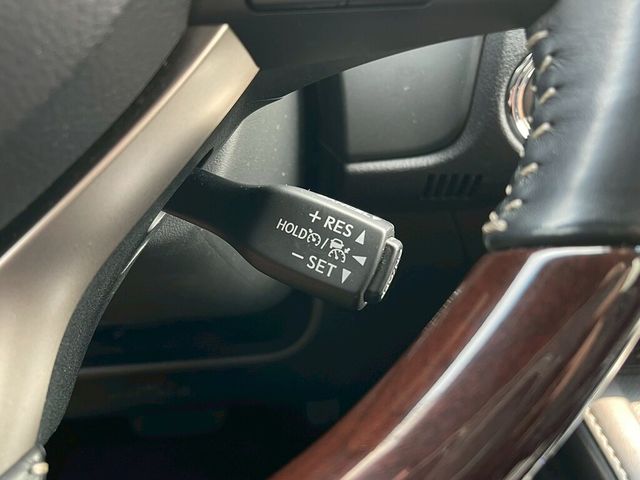 + RES
HOLD /
− SET